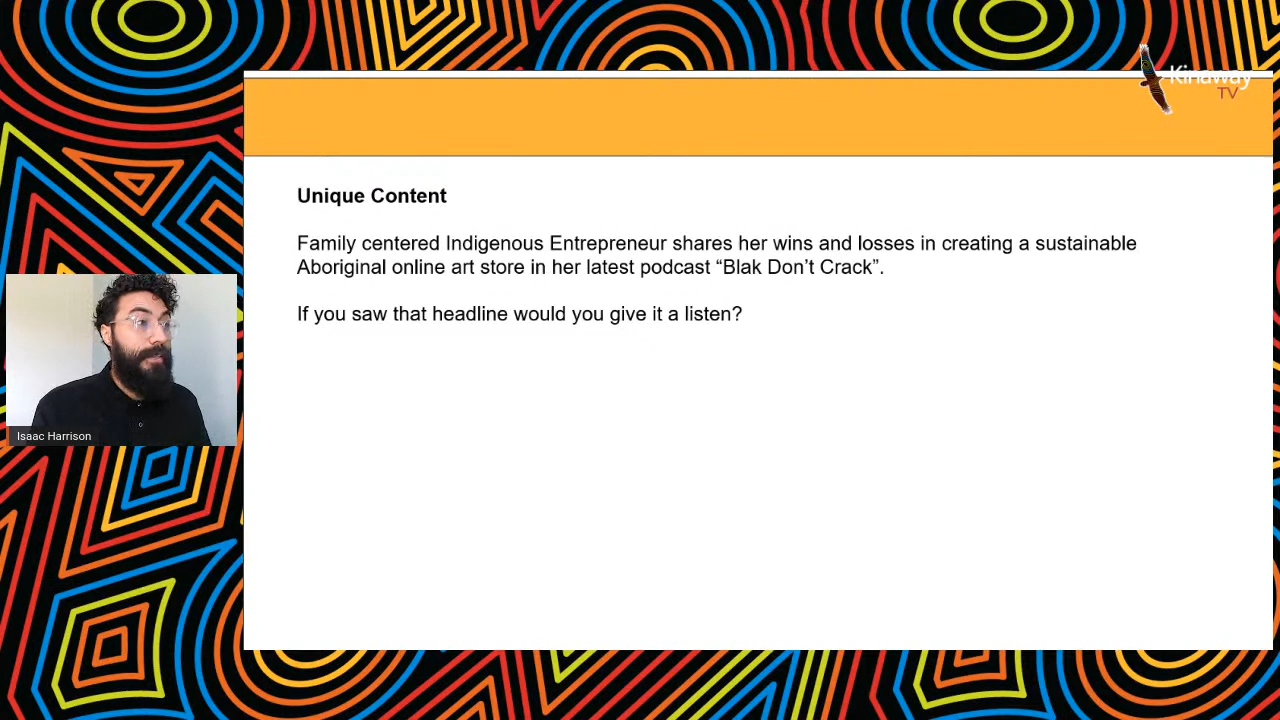 Kinaway
TV
Unique Content
Family centered Indigenous Entrepreneur shares her wins and losses in creating a sustainable
Aboriginal online art store in her latest podcast “Blak Don’t Crack”.
If you saw that headline would you give it a listen?
Isaac Harrison